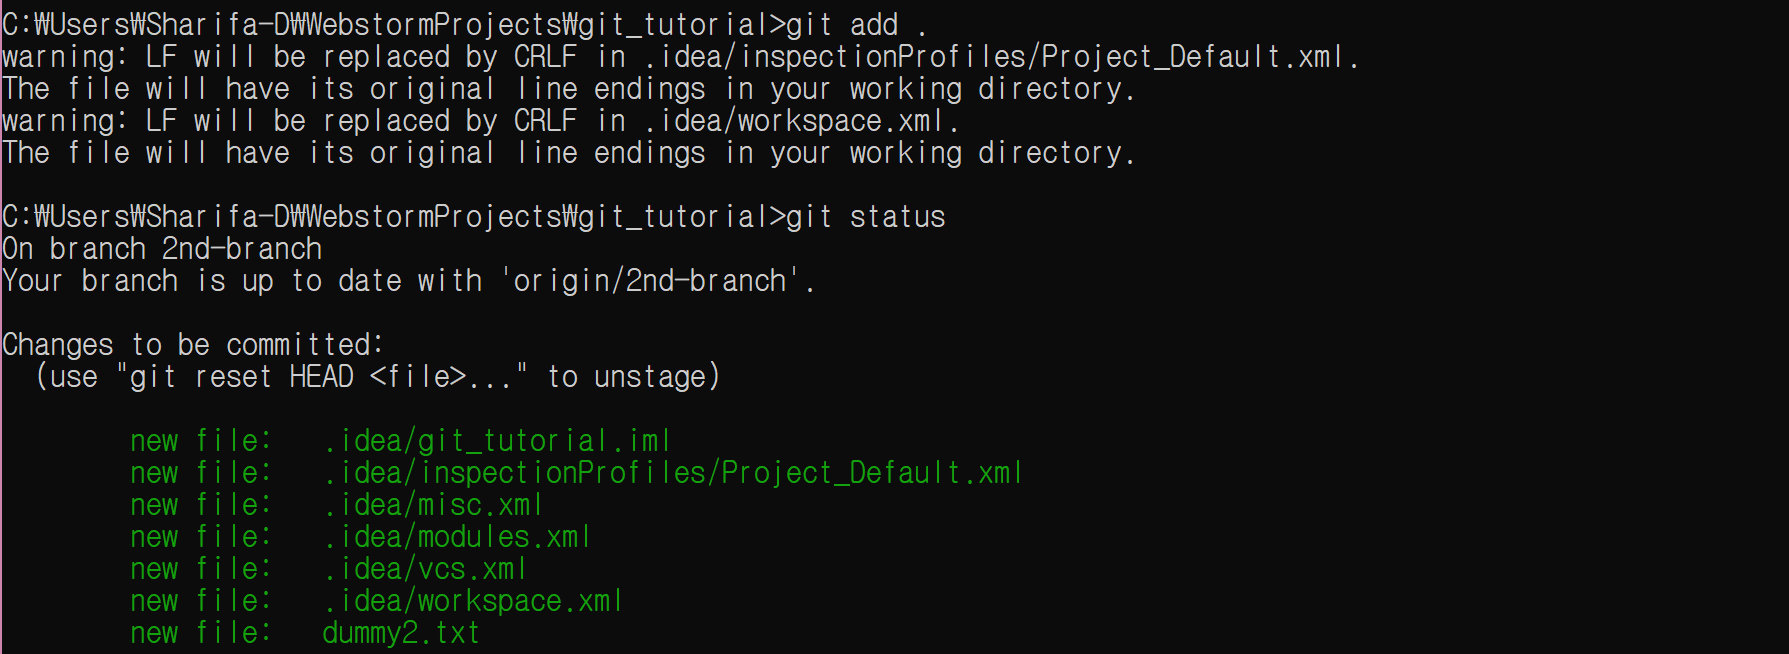 C:₩Users₩Sharifa-D₩WebstormProjects₩git_tutorial>git add .
warning: LF will be replaced by CRLF in .idea/inspectionProfiles/Project_Default.xml.
The file will have its original line endings in your working directory.
warning: LF will be replaced by CRLF in .idea/workspace.xml.
The file will have its original line endings in your working directory.
C:₩Users₩Sharifa-D₩WebstormProjects₩git_tutorial>git status
On branch 2nd-branch
Your branch is up to date with 'origin/2nd-branch'.
Changes to be committed:
(use "git reset HEAD <file>..." to unstage)
new file: .idea/git_tutorial.iml
new file: .idea/inspectionProfiles/Project_Default.xml
new file: .idea/misc.xml
new file: .idea/modules.xml
new file: .idea/vcs.xml
new file: .idea/workspace.xml
new file: dummy2.txt